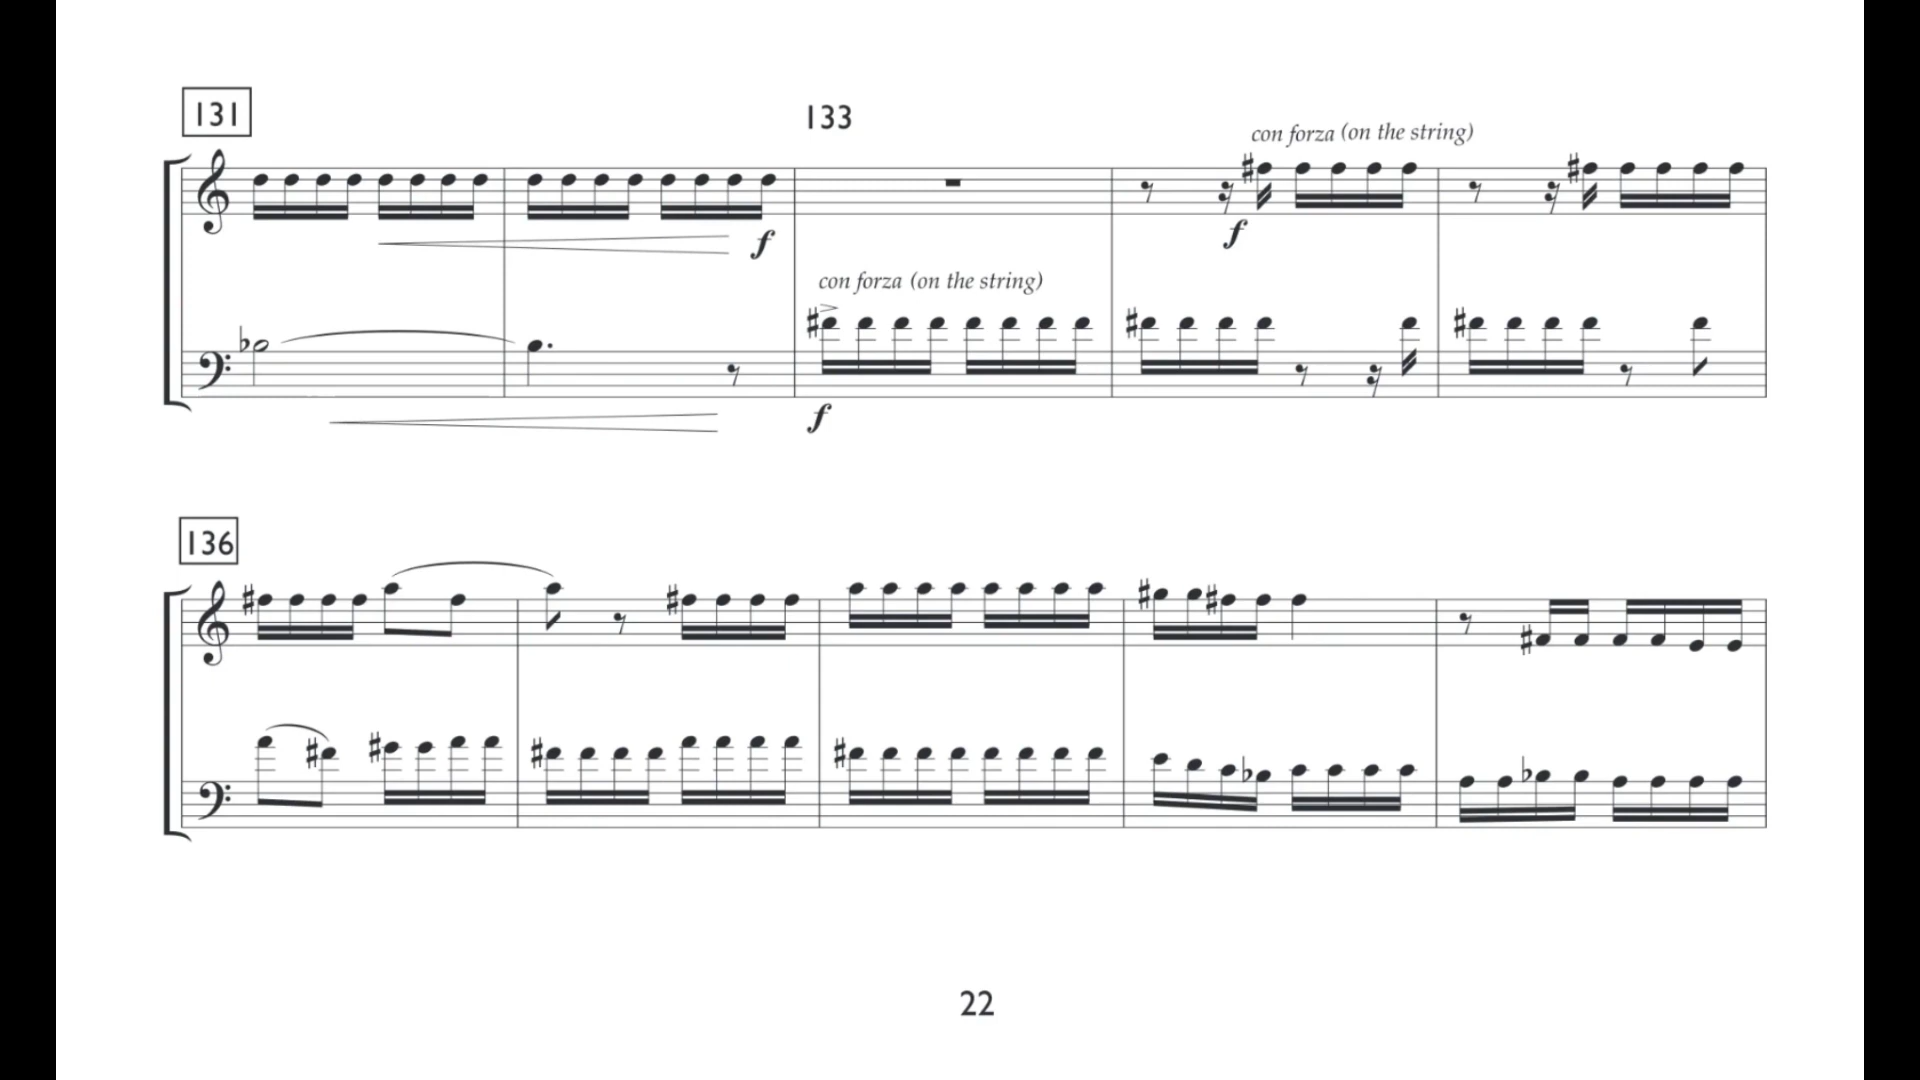 131
133
con forza (on the string)
f
f
con forza (on the string)
f
136
22